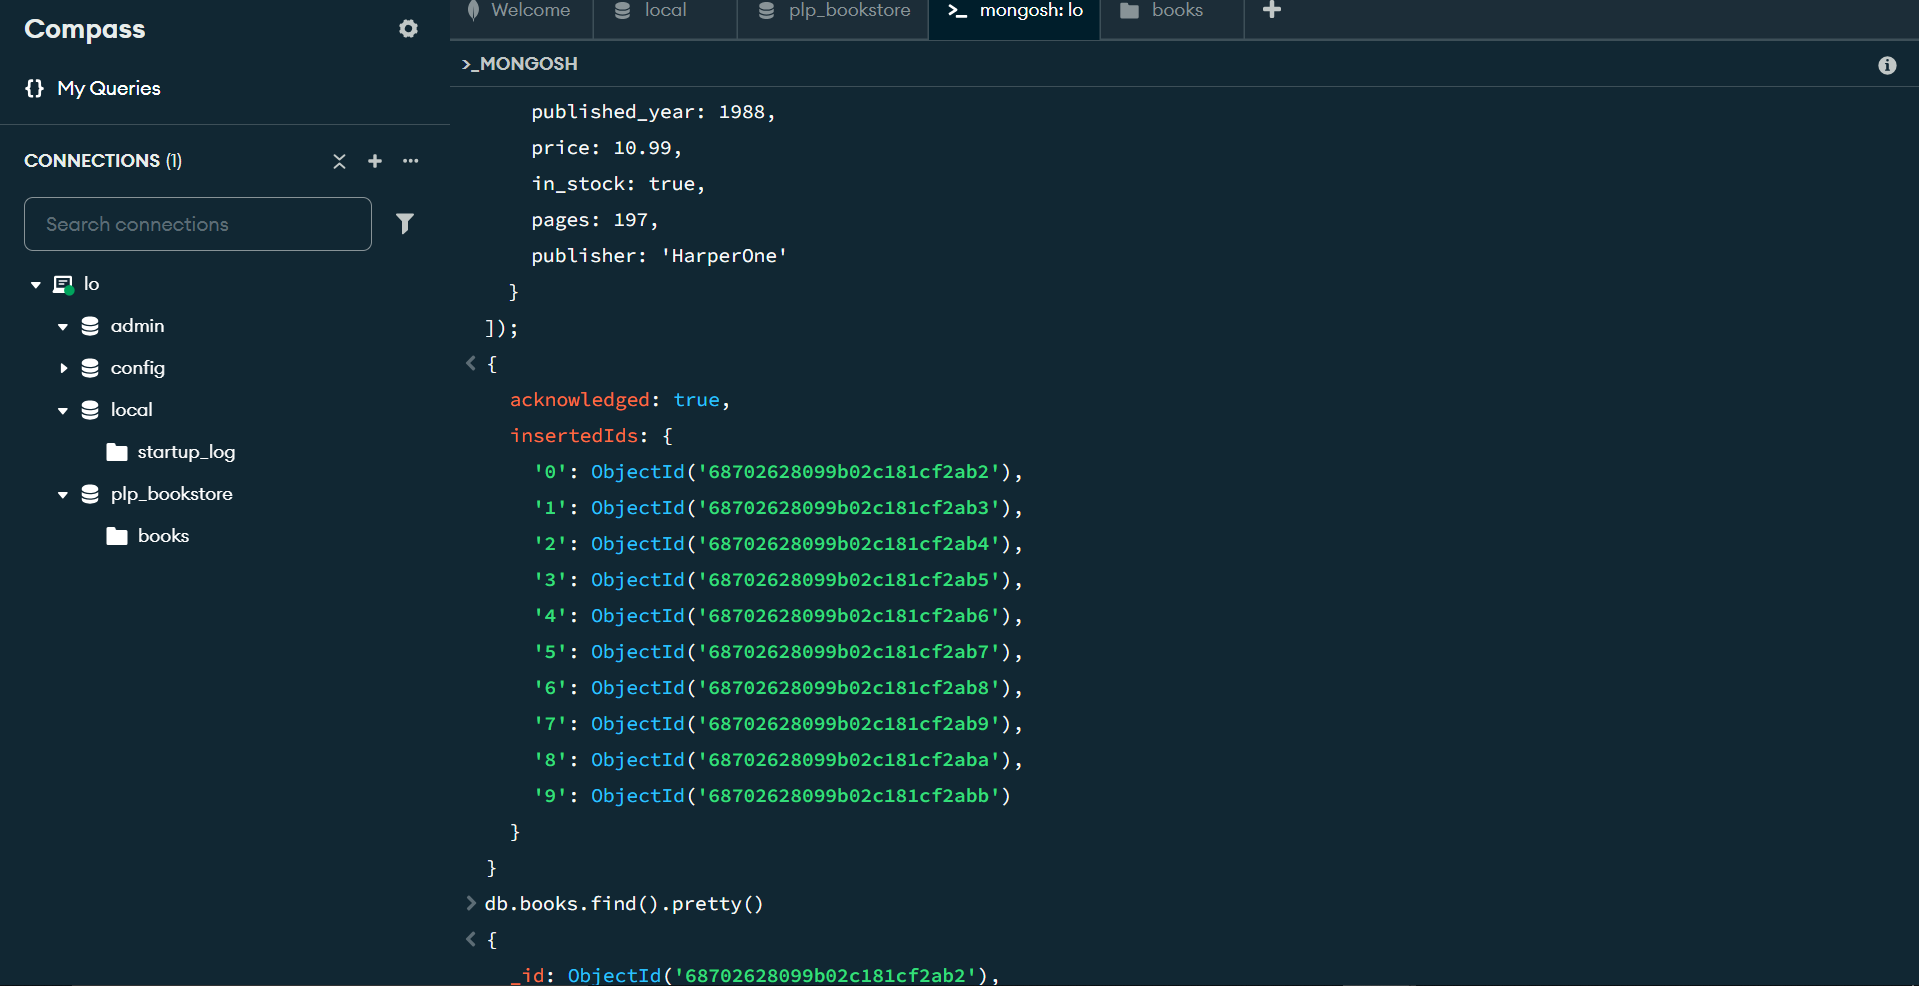 Compass
{} My Queries
CONNECTIONS (1)
Search connections
lo
admin
config
local
startup_log
plp_bookstore
books
Welcome
local
plp_bookstore
>_ mongosh: lo
books
>_MONGOSH
published_year: 1988,
price: 10.99,
in_stock: true,
pages: 197,
publisher: 'HarperOne'
}
]);
< {
acknowledged: true,
insertedIds: {
'0': ObjectId('68702628099b02c181cf2ab2'),
'1': ObjectId('68702628099b02c181cf2ab3'),
'2': ObjectId('68702628099b02c181cf2ab4'),
'3': ObjectId('68702628099b02c181cf2ab5'),
'4': ObjectId('68702628099b02c181cf2ab6'),
'5': ObjectId('68702628099b02c181cf2ab7'),
'6': ObjectId('68702628099b02c181cf2ab8'),
'7': ObjectId('68702628099b02c181cf2ab9'),
'8': ObjectId('68702628099b02c181cf2aba'),
'9': ObjectId('68702628099b02c181cf2abb')
}
}
> db.books.find().pretty()
< {
_id: ObjectId('68702628099b02c181cf2ab2'),